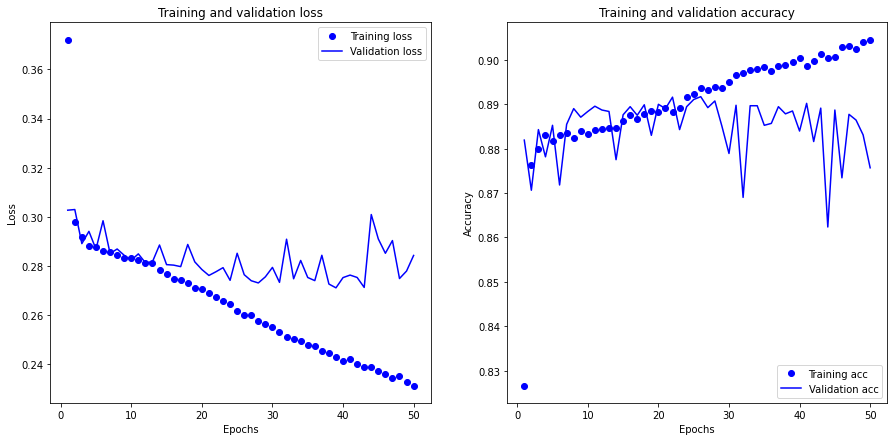 Training and validation loss
Training loss
Validation loss
0.36
0.34
0.32
0.30
0.28
0.26
0.24
Loss
0
10
20
30
40
50
Epochs
Training and validation accuracy
0.90
0.89
0.88
0.87
0.86
0.85
0.84
0.83
Accuracy
Training acc
Validation acc
0
10
20
30
40
50
Epochs